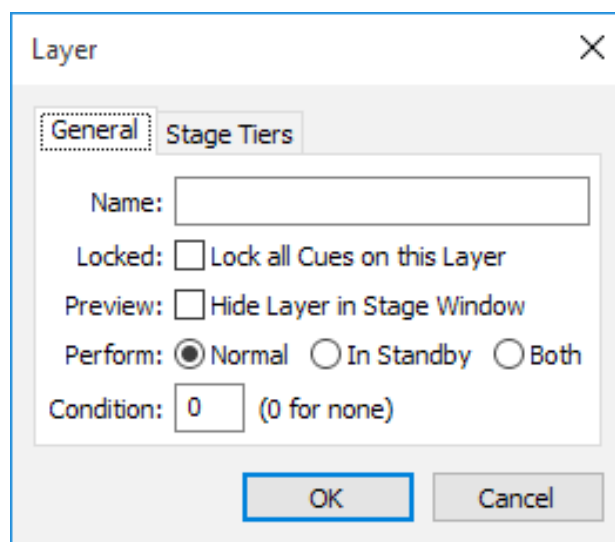 Layer
General Stage Tiers
Name:
Locked: Lock all Cues on this Layer
Preview: Hide Layer in Stage Window
Perform: Normal In Standby Both
Condition: 0 (0 for none)
OK Cancel